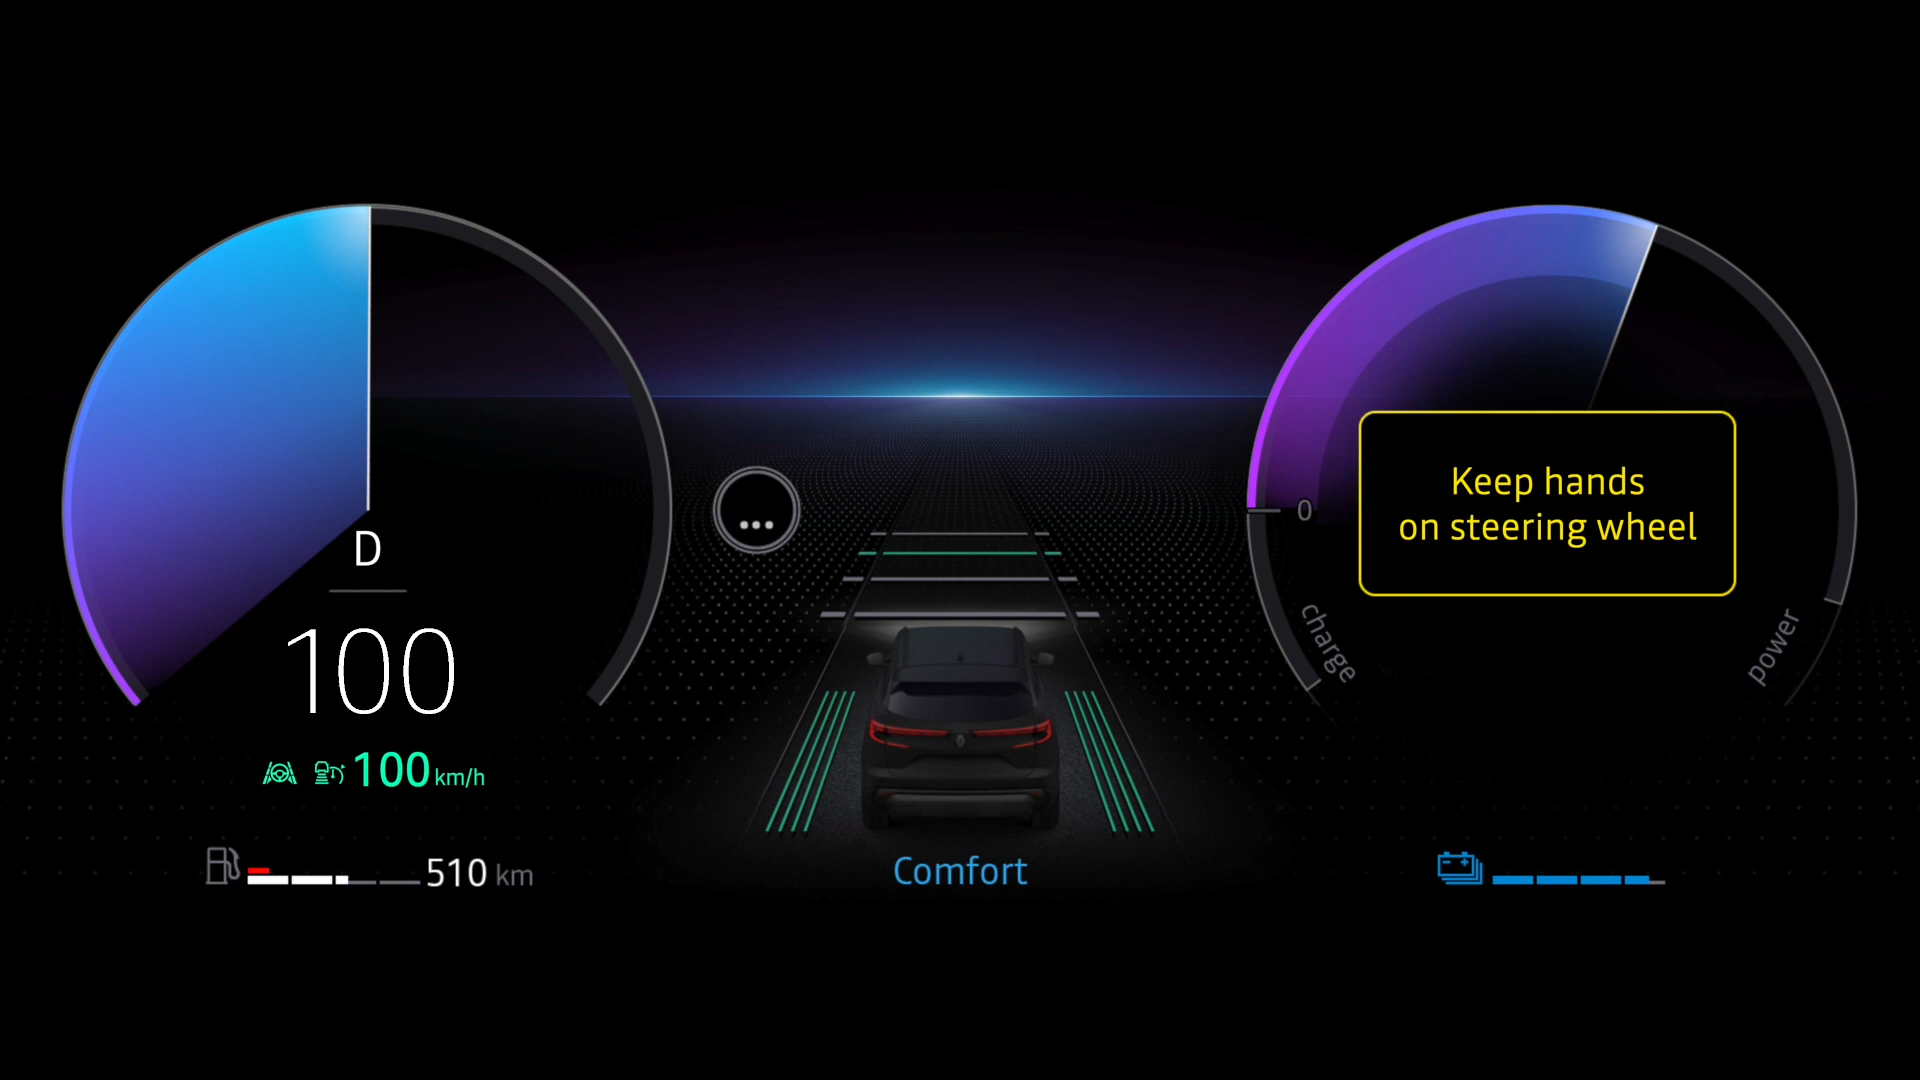 D
100
100 km/h
510 km
...
Comfort
0
charge
power
Keep hands
on steering wheel